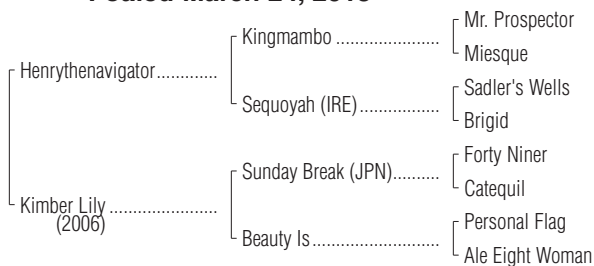 Foaled March 24,
Mr. Prospector
Kingmambo ....................
Miesque
Henrythenavigator............
Sadler's Wells
Sequoyah (IRE)................
Brigid
Forty Niner
Sunday Break (JPN).........
Catequil
Kimber Lily ....................
(2006)
Personal Flag
Beauty Is........................
Ale Eight Woman